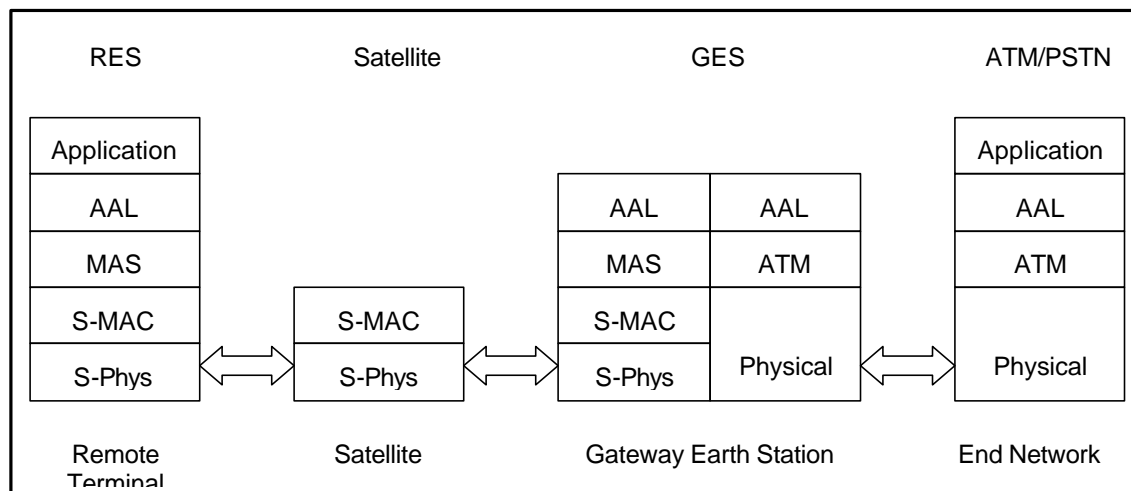 RES Satellite GES ATM/PSTN
Application Application
AAL AAL AAL AAL
MAS MAS ATM ATM
S-MAC S-MAC S-MAC
S-Phys S-Phys S-Phys Physical Physical
Remote Satellite Gateway Earth Station End Network
Terminal